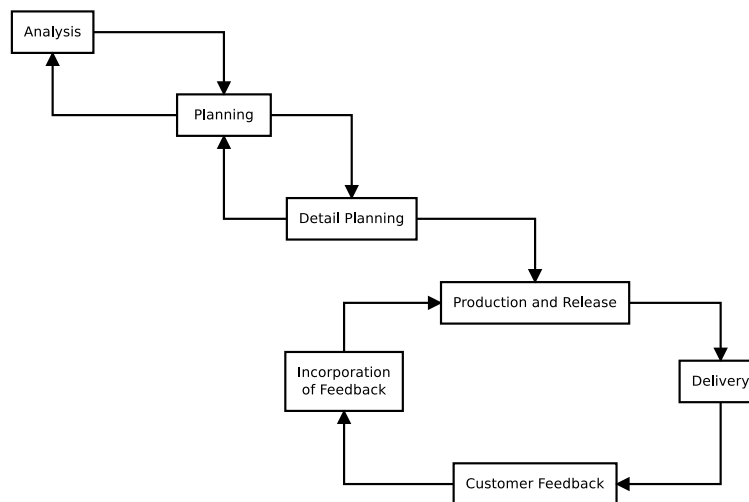 Analysis
Planning
Detail Planning
Production and Release
Incorporation
of Feedback
Delivery
Customer Feedback